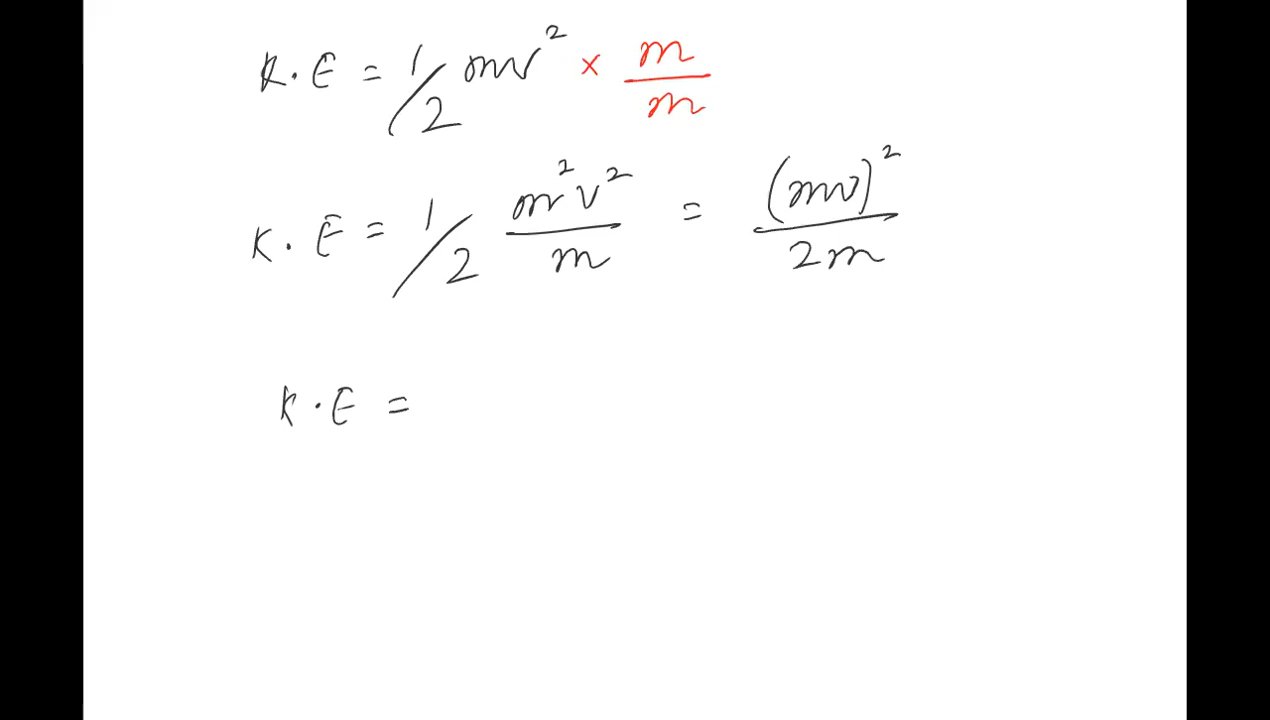 K.E = 1/2 mv² × m/m
K.E = 1/2 m²v²/m = (mv)²/2m
K.E =